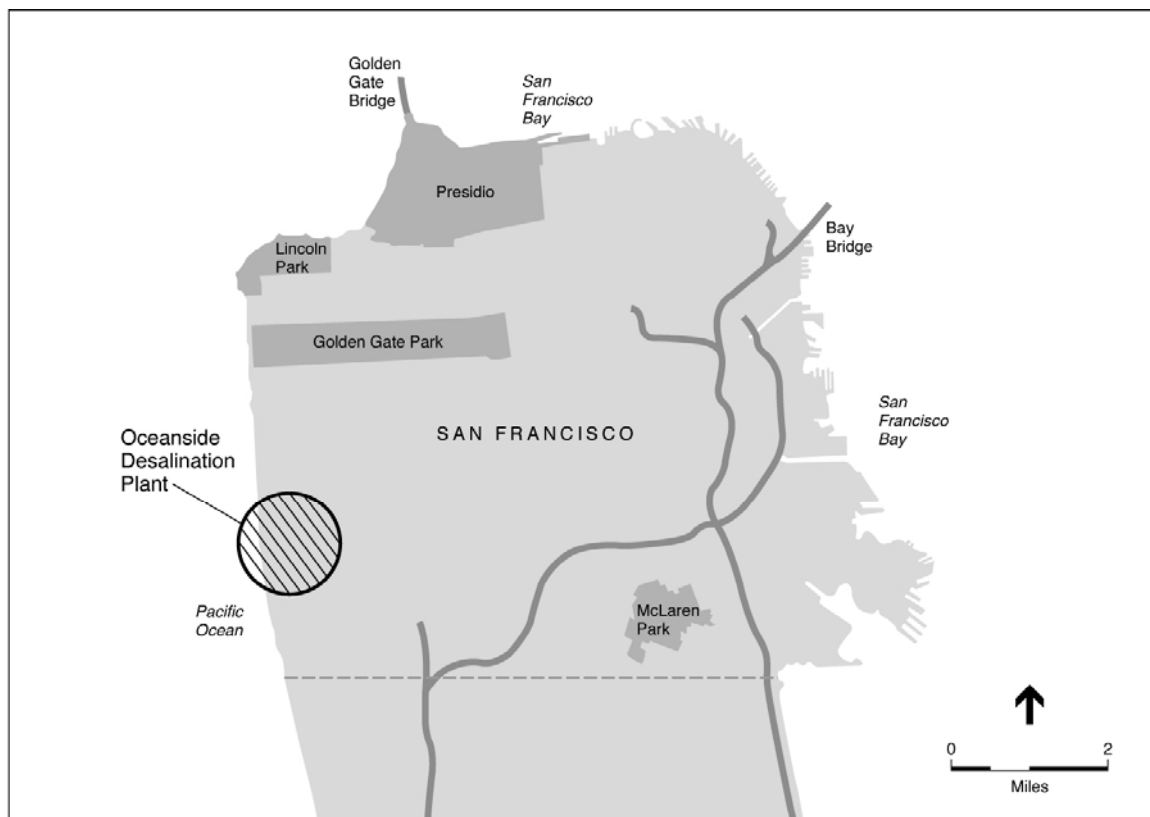 Golden
Gate
Bridge
San
Francisco
Bay
Presidio
Lincoln
Park
Bay
Bridge
Golden Gate Park
San
Francisco
Bay
SAN FRANCISCO
Oceanside
Desalination
Plant
Pacific
Ocean
McLaren
Park
0 2
Miles